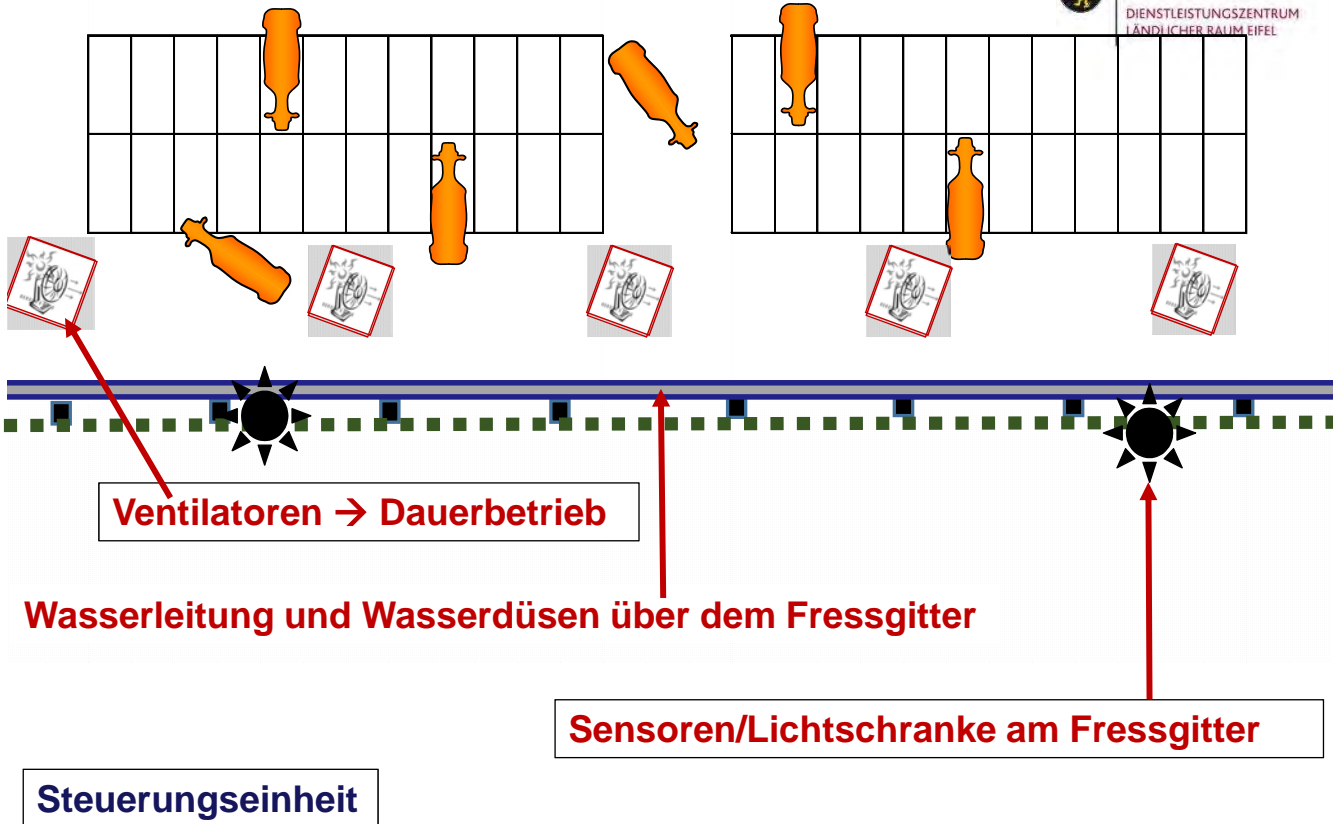 DIENSTLEISTUNGSZENTRUM
LÄNDLICHER RAUM EIFEL
Ventilatoren → Dauerbetrieb
Wasserleitung und Wasserdüsen über dem Fressgitter
Sensoren/Lichtschranke am Fressgitter
Steuerungseinheit